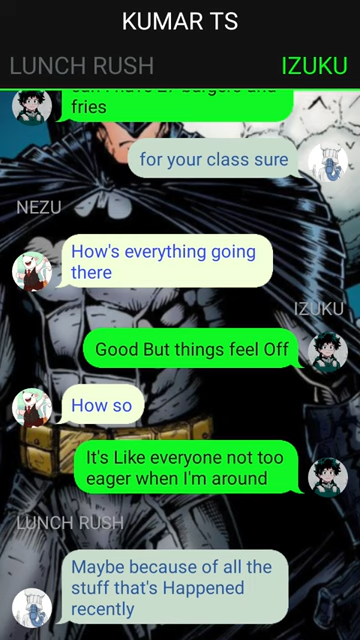 KUMAR TS
LUNCH RUSH
IZUKU
fries
for your class sure
NEZU
How's everything going
there
IZUKU
Good But things feel Off
How so
It's Like everyone not too
eager when I'm around
LUNCH RUSH
Maybe because of all the
stuff that's Happened
recently